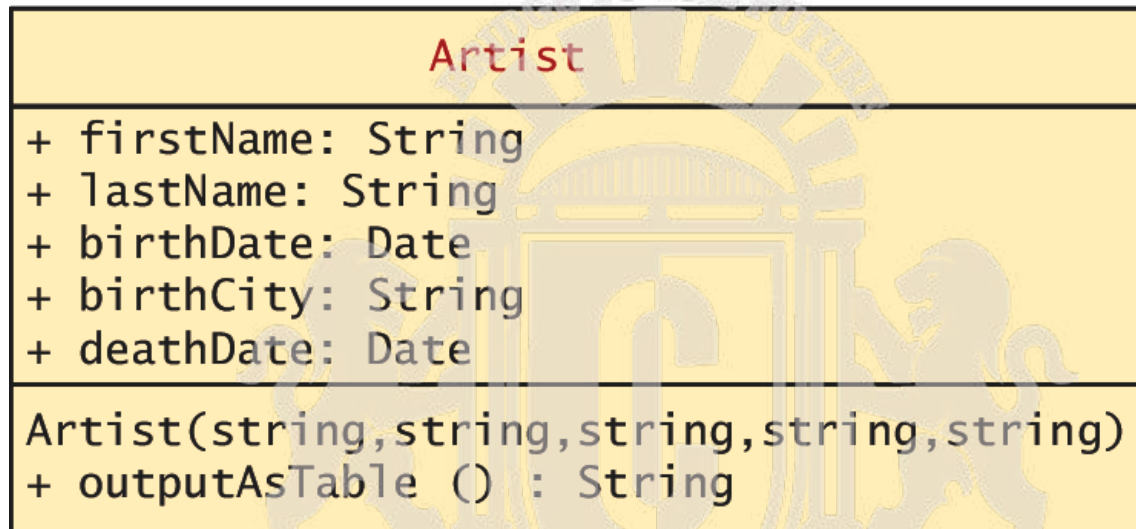 Artist
+ firstName: String
+ lastName: String
+ birthDate: Date
+ birthCity: String
+ deathDate: Date
Artist(string,string,string,string,string)
+ outputAsTable () : String